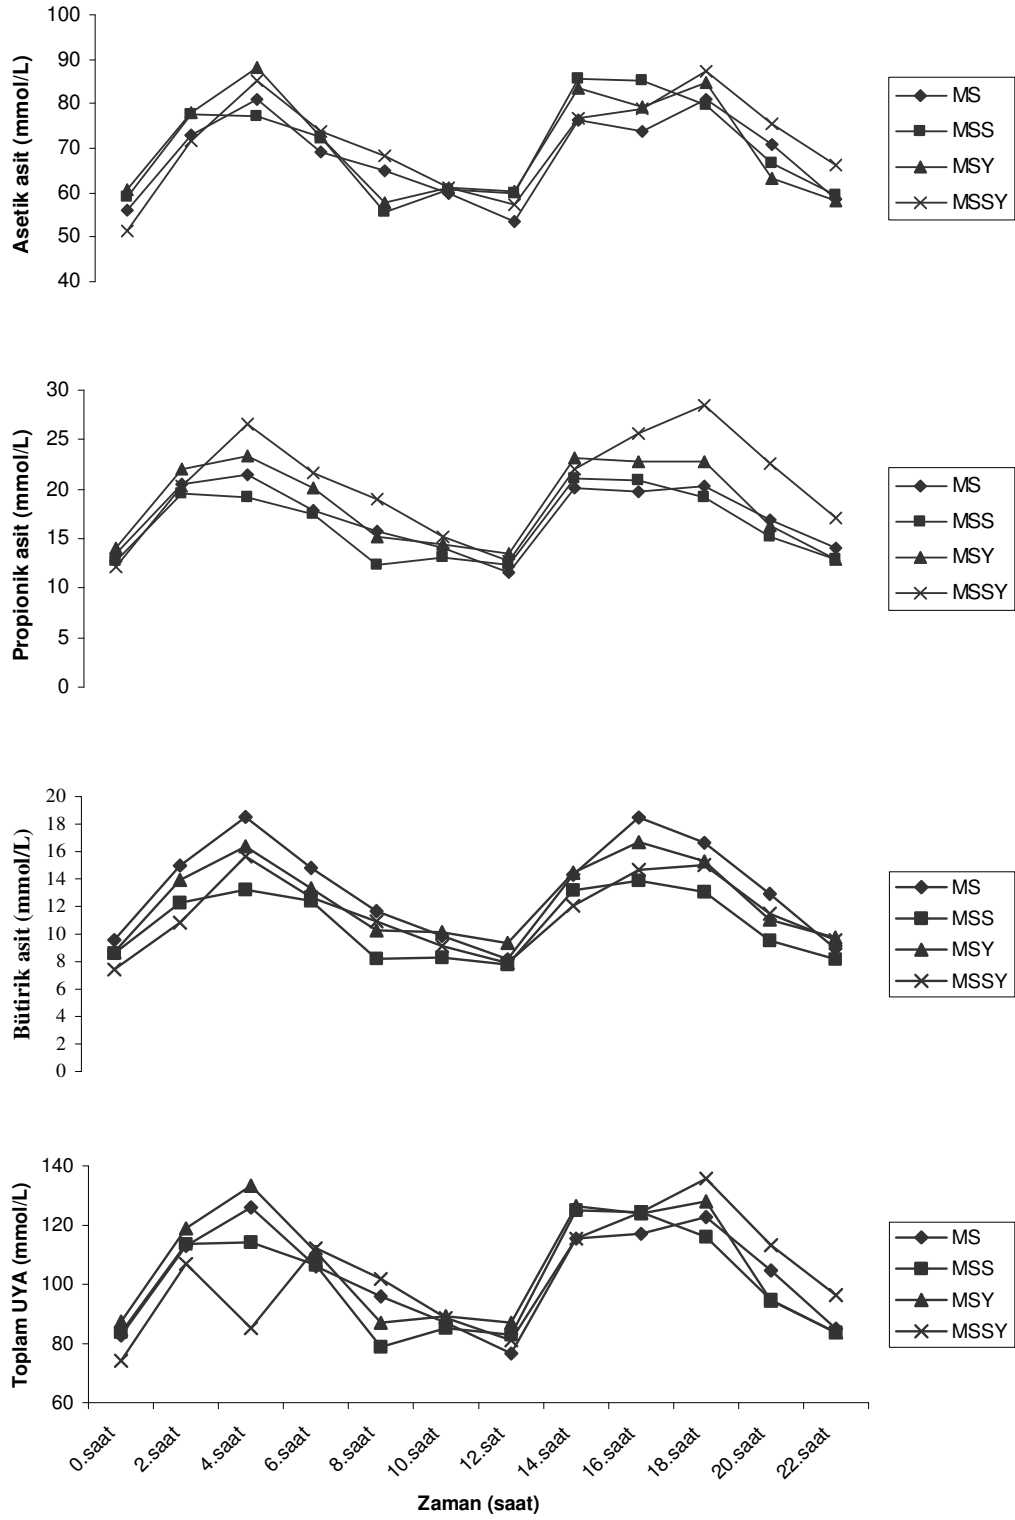 100
90
80
70
60
50
40
Asetik asit (mmol/L)
MS
MSS
MSY
MSSY
30
25
20
15
10
5
0
Propionik asit (mmol/L)
MS
MSS
MSY
MSSY
20
18
16
14
12
10
8
6
4
2
0
Bütirik asit (mmol/L)
MS
MSS
MSY
MSSY
140
120
100
80
60
Toplam UYA (mmol/L)
MS
MSS
MSY
MSSY
0.saat 2.saat 4.saat 6.saat 8.saat 10.saat 12.sat 14.saat 16.saat 18.saat 20.saat 22.saat
Zaman (saat)